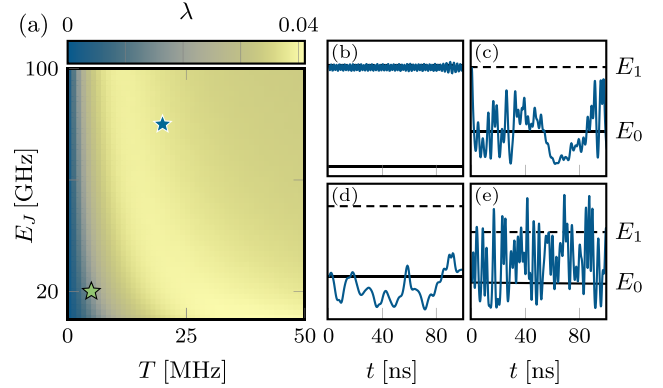 (a)
λ
0 0.04
100
20
E_J [GHz]
0 25 50
T [MHz]
(b)
(c)
E_1
E_0
(d)
(e)
E_1
E_0
0 40 80
0 40 80
t [ns]
t [ns]